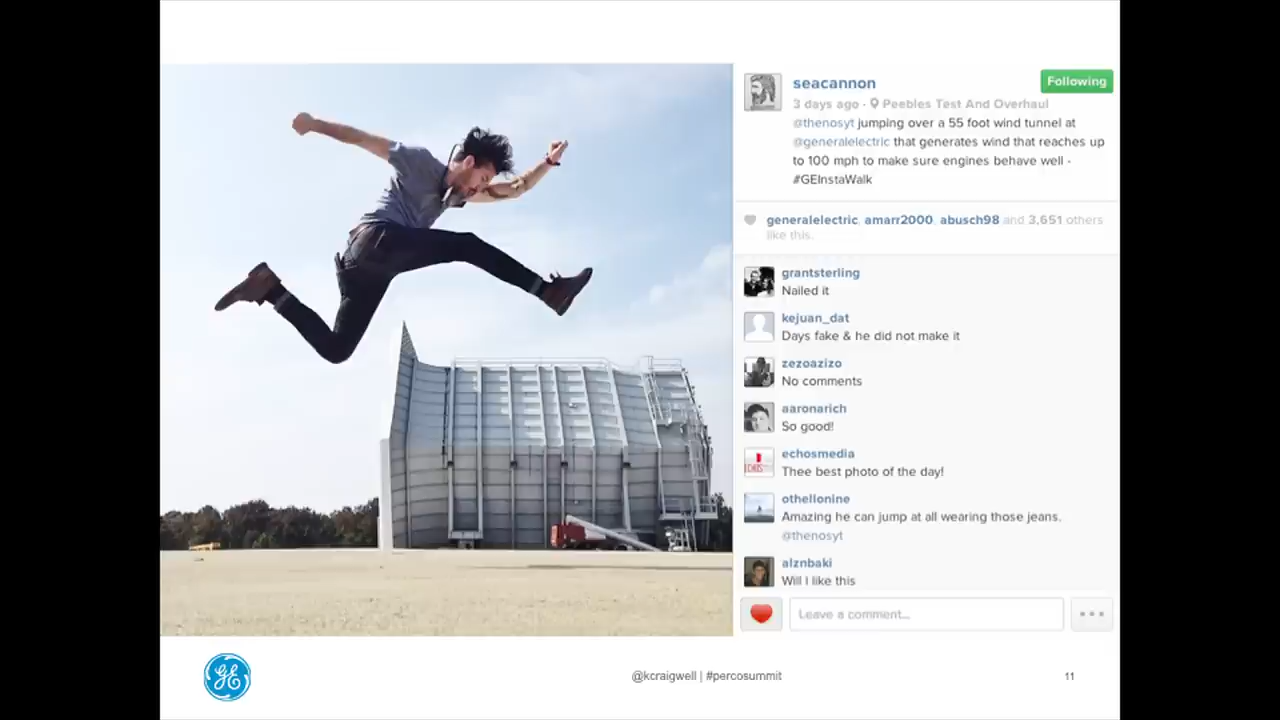 seacannon
Following
3 days ago · Peebles Test And Overhaul
@thenosyt jumping over a 55 foot wind tunnel at
@generalelectric that generates wind that reaches up
to 100 mph to make sure engines behave well -
#GEInstaWalk
generalelectric, amarr2000, abusch98 and 3,651 others
like this.
grantsterling
Nailed it
kejuan_dat
Days fake & he did not make it
zezoazizo
No comments
aaronarich
So good!
echosmedia
Thee best photo of the day!
othellonine
Amazing he can jump at all wearing those jeans.
@thenosyt
alznbaki
Will I like this
Leave a comment...
GE
@kcraigwell | #percosummit
11